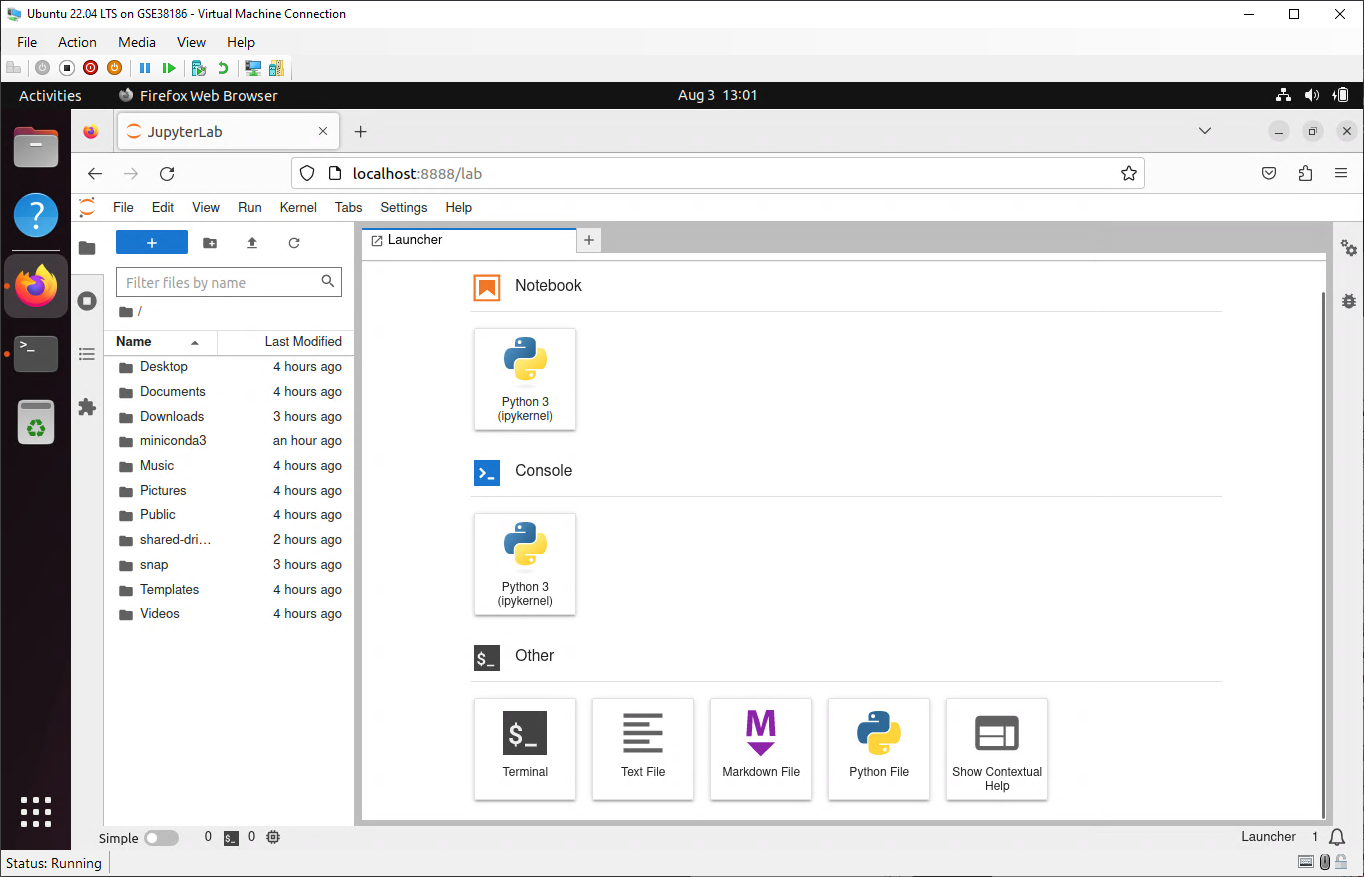 Ubuntu 22.04 LTS on GSE38186 - Virtual Machine Connection
File Action Media View Help
Activities Firefox Web Browser Aug 3 13:01
JupyterLab
localhost:8888/lab
File Edit View Run Kernel Tabs Settings Help
+ Launcher +
Filter files by name
/
Name Last Modified
Desktop 4 hours ago
Documents 4 hours ago
Downloads 3 hours ago
miniconda3 an hour ago
Music 4 hours ago
Pictures 4 hours ago
Public 4 hours ago
shared-dri… 2 hours ago
snap 3 hours ago
Templates 4 hours ago
Videos 4 hours ago
Notebook
Python 3
(ipykernel)
Console
Python 3
(ipykernel)
$_ Other
$_ M
Terminal Text File Markdown File Python File Show Contextual
Help
Simple 0 $_ 0 Launcher 1
Status: Running